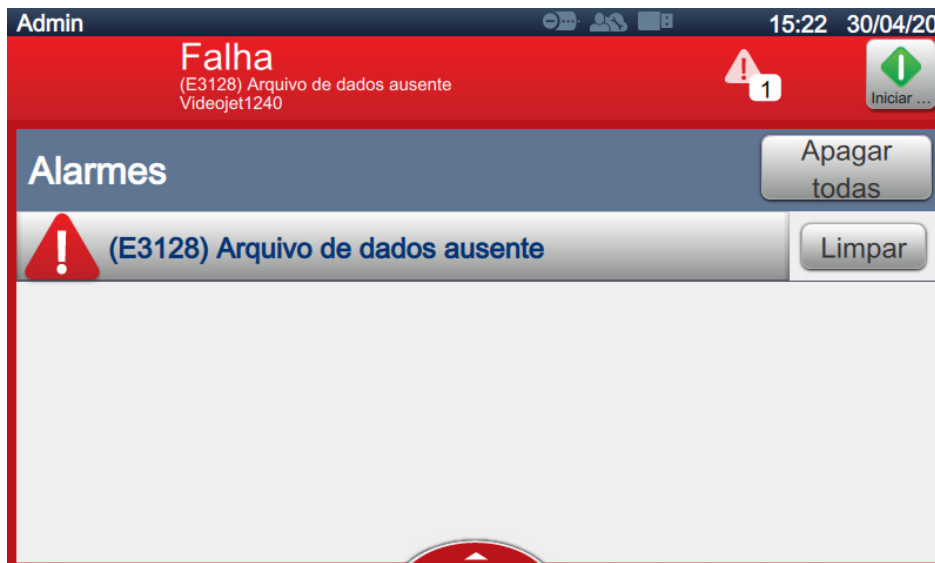 Admin
15:22 30/04/20
Falha
(E3128) Arquivo de dados ausente
Videojet1240
1
Iniciar ...
Alarmes
Apagar
todas
(E3128) Arquivo de dados ausente
Limpar